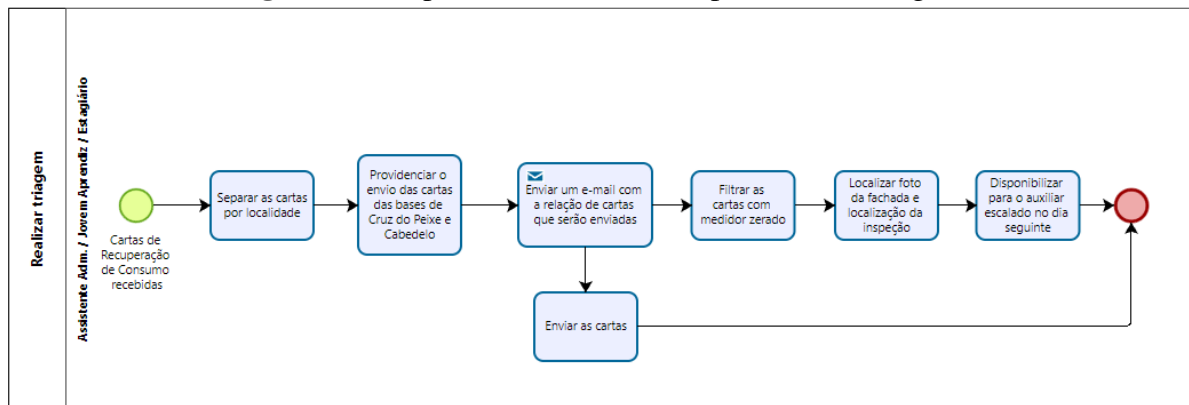 Realizar triagem
Assistente Adm. / Jovem Aprendiz / Estagiário
Cartas de
Recuperação
de Consumo
recebidas
Separar as cartas
por localidade
Providenciar o
envio das cartas
das bases de
Cruz do Peixe e
Cabedelo
Enviar um e-mail com
a relação de cartas
que serão enviadas
Enviar as cartas
Filtrar as
cartas com
medidor zerado
Localizar foto
da fachada e
localização da
inspeção
Disponibilizar
para o auxiliar
escalado no dia
seguinte